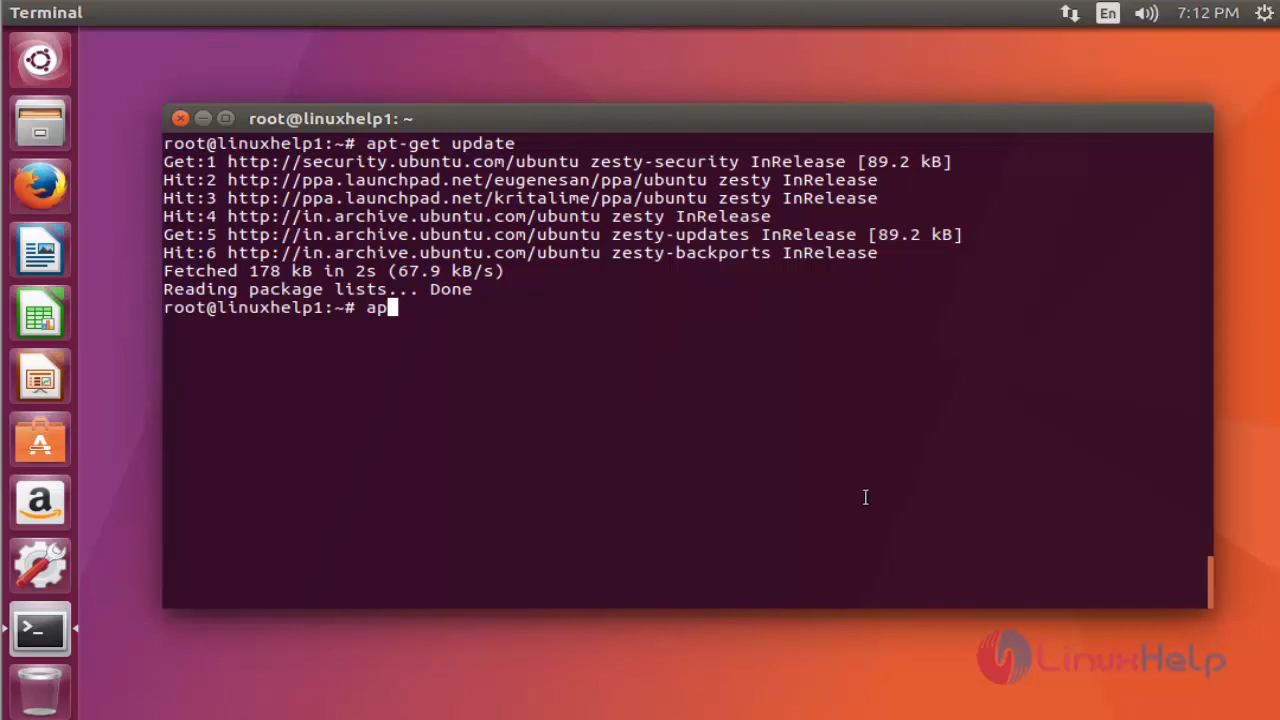 Terminal
En
7:12 PM
root@linuxhelp1: ~
root@linuxhelp1:~# apt-get update
Get:1 http://security.ubuntu.com/ubuntu zesty-security InRelease [89.2 kB]
Hit:2 http://ppa.launchpad.net/eugenesan/ppa/ubuntu zesty InRelease
Hit:3 http://ppa.launchpad.net/kritalime/ppa/ubuntu zesty InRelease
Hit:4 http://in.archive.ubuntu.com/ubuntu zesty InRelease
Get:5 http://in.archive.ubuntu.com/ubuntu zesty-updates InRelease [89.2 kB]
Hit:6 http://in.archive.ubuntu.com/ubuntu zesty-backports InRelease
Fetched 178 kB in 2s (67.9 kB/s)
Reading package lists... Done
root@linuxhelp1:~# ap
a
>_
LinuxHelp